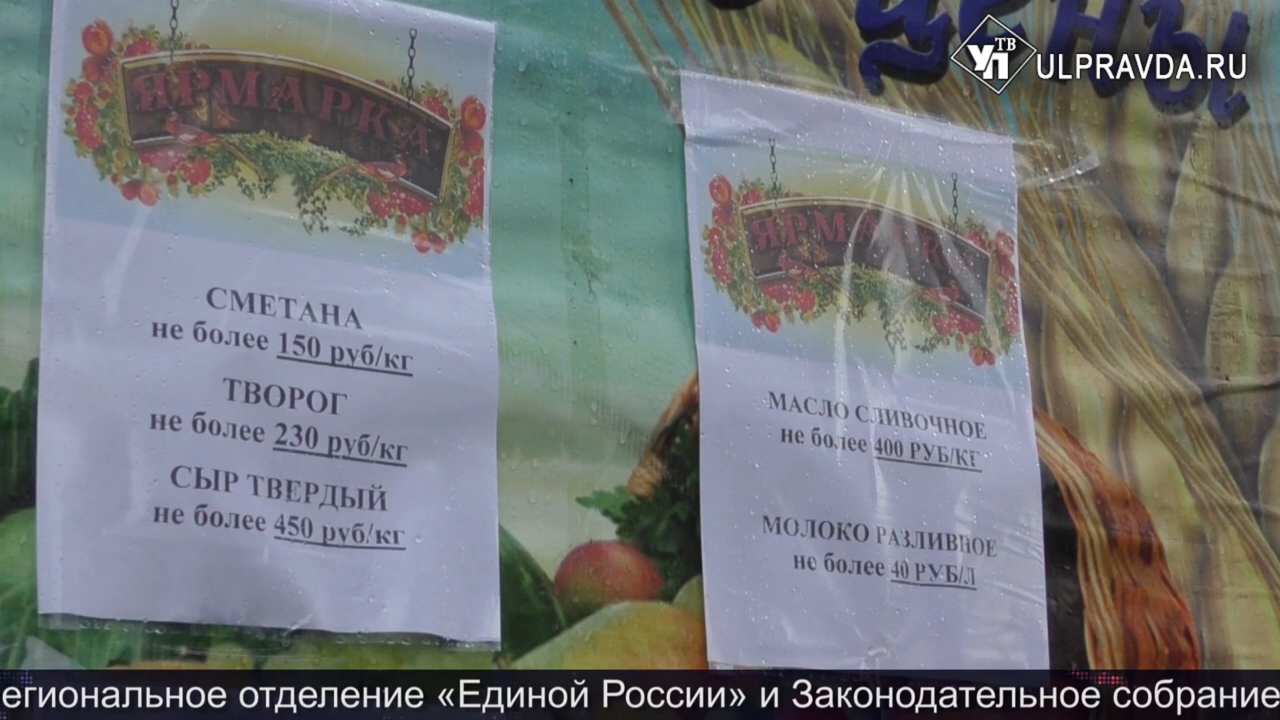 цены
УП ТВ ULPRAVDA.RU
ЯРМАРКА
СМЕТАНА
не более 150 руб/кг
ТВОРОГ
не более 230 руб/кг
СЫР ТВЕРДЫЙ
не более 450 руб/кг
ЯРМАРКА
МАСЛО СЛИВОЧНОЕ
не более 400 РУБ/КГ
МОЛОКО РАЗЛИВНОЕ
не более 40 РУБ/Л
егиональное отделение «Единой России» и Законодательное собрание